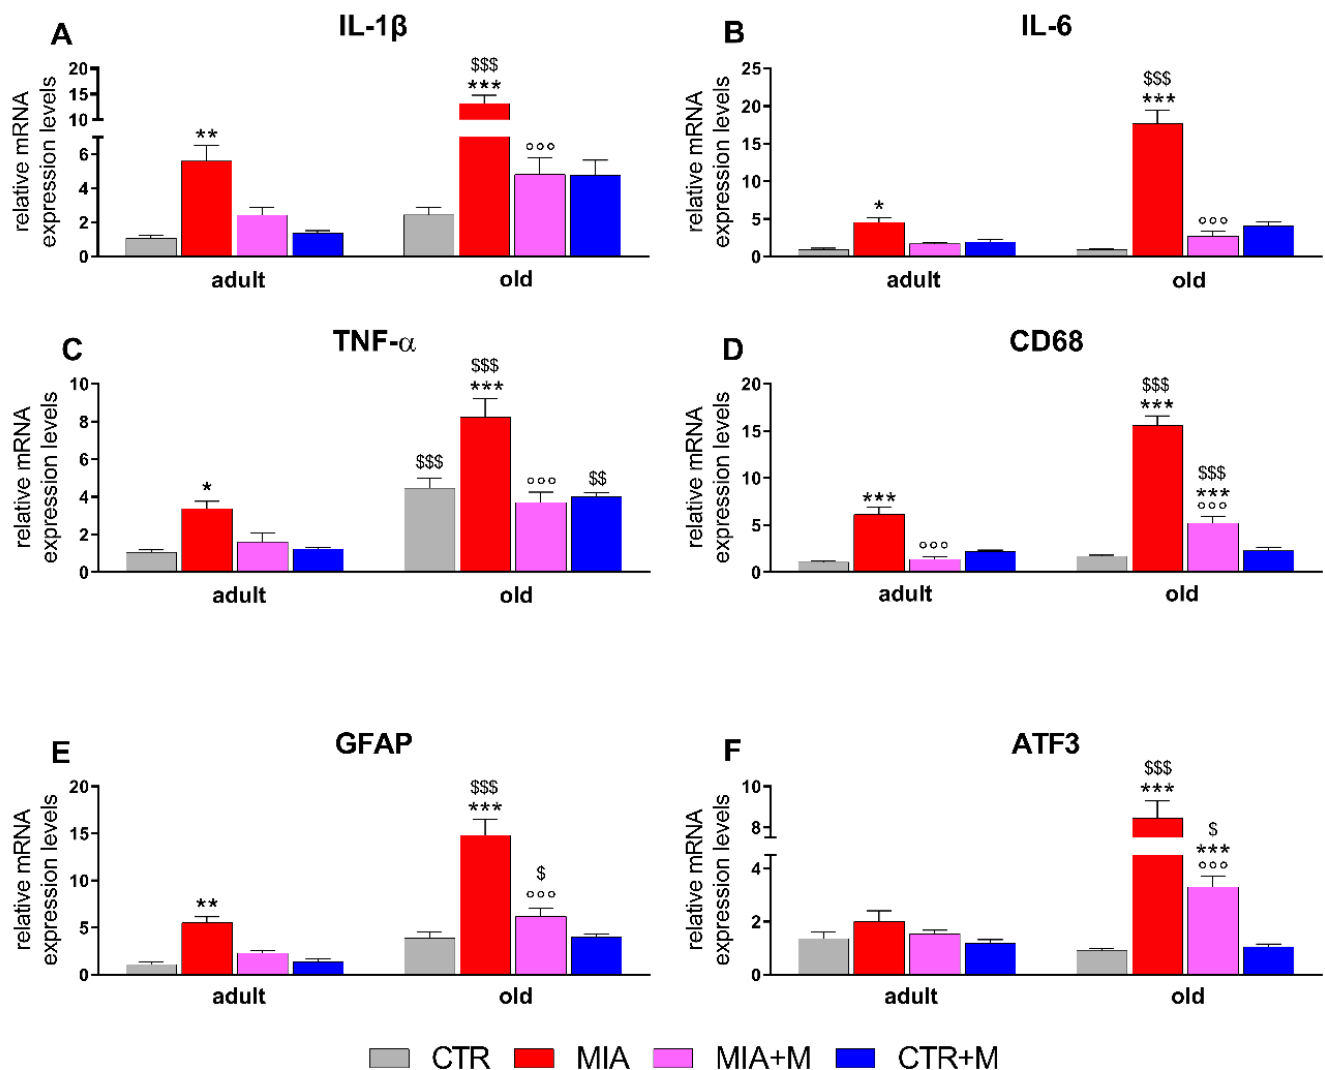 A IL-1β
relative mRNA
expression levels
20
15
10
6
4
2
0
**
$$$
***
°°°
adult old
B IL-6
relative mRNA
expression levels
25
20
15
10
5
0
*
$$$
***
°°°
adult old
C TNF-α
relative mRNA
expression levels
10
8
6
4
2
0
*
$$$
$$$
***
°°°
$$
adult old
D CD68
relative mRNA
expression levels
20
15
10
5
0
***
°°°
$$$
***
$$$
***
°°°
adult old
E GFAP
relative mRNA
expression levels
20
15
10
5
0
**
$$$
***
$
°°°
adult old
F ATF3
relative mRNA
expression levels
10
8
4
2
0
$$$
***
$
***
°°°
adult old
CTR MIA MIA+M CTR+M